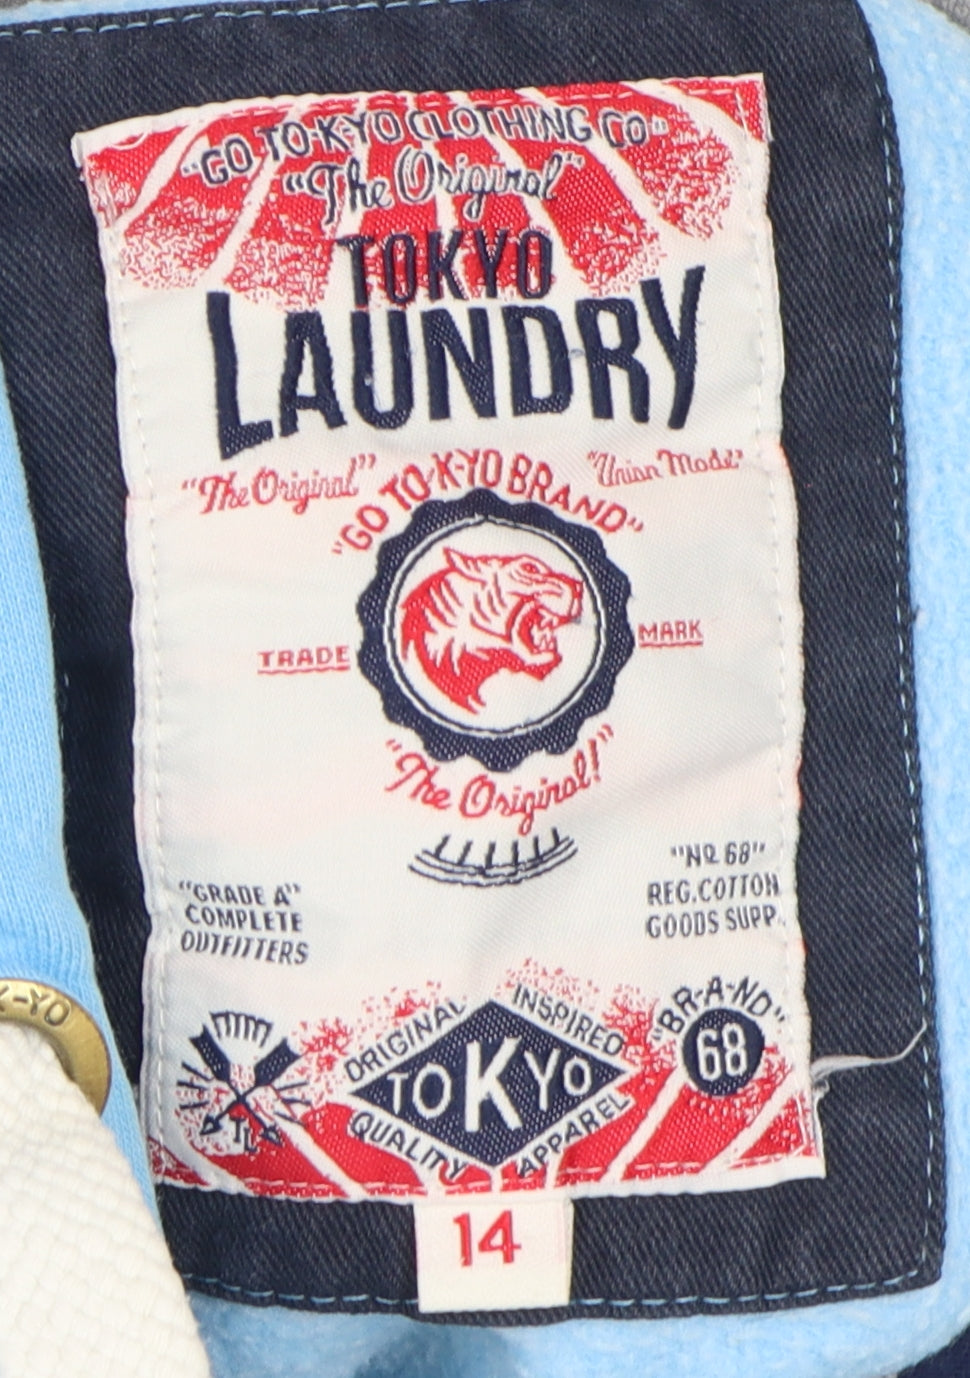 "GO TO-K-YO CLOTHING CO"
"The Original"
TOKYO
LAUNDRY
"The Original"
"Union Made"
"GO TO-K-YO BRAND"
TRADE
MARK
"The Original!"
"GRADE A"
COMPLETE
OUTFITTERS
"No 68"
REG.COTTON
GOODS SUPP.
K-YO
TL
ORIGINAL
INSPIRED
TOKYO
QUALITY
APPAREL
"BR-A-ND"
68
14